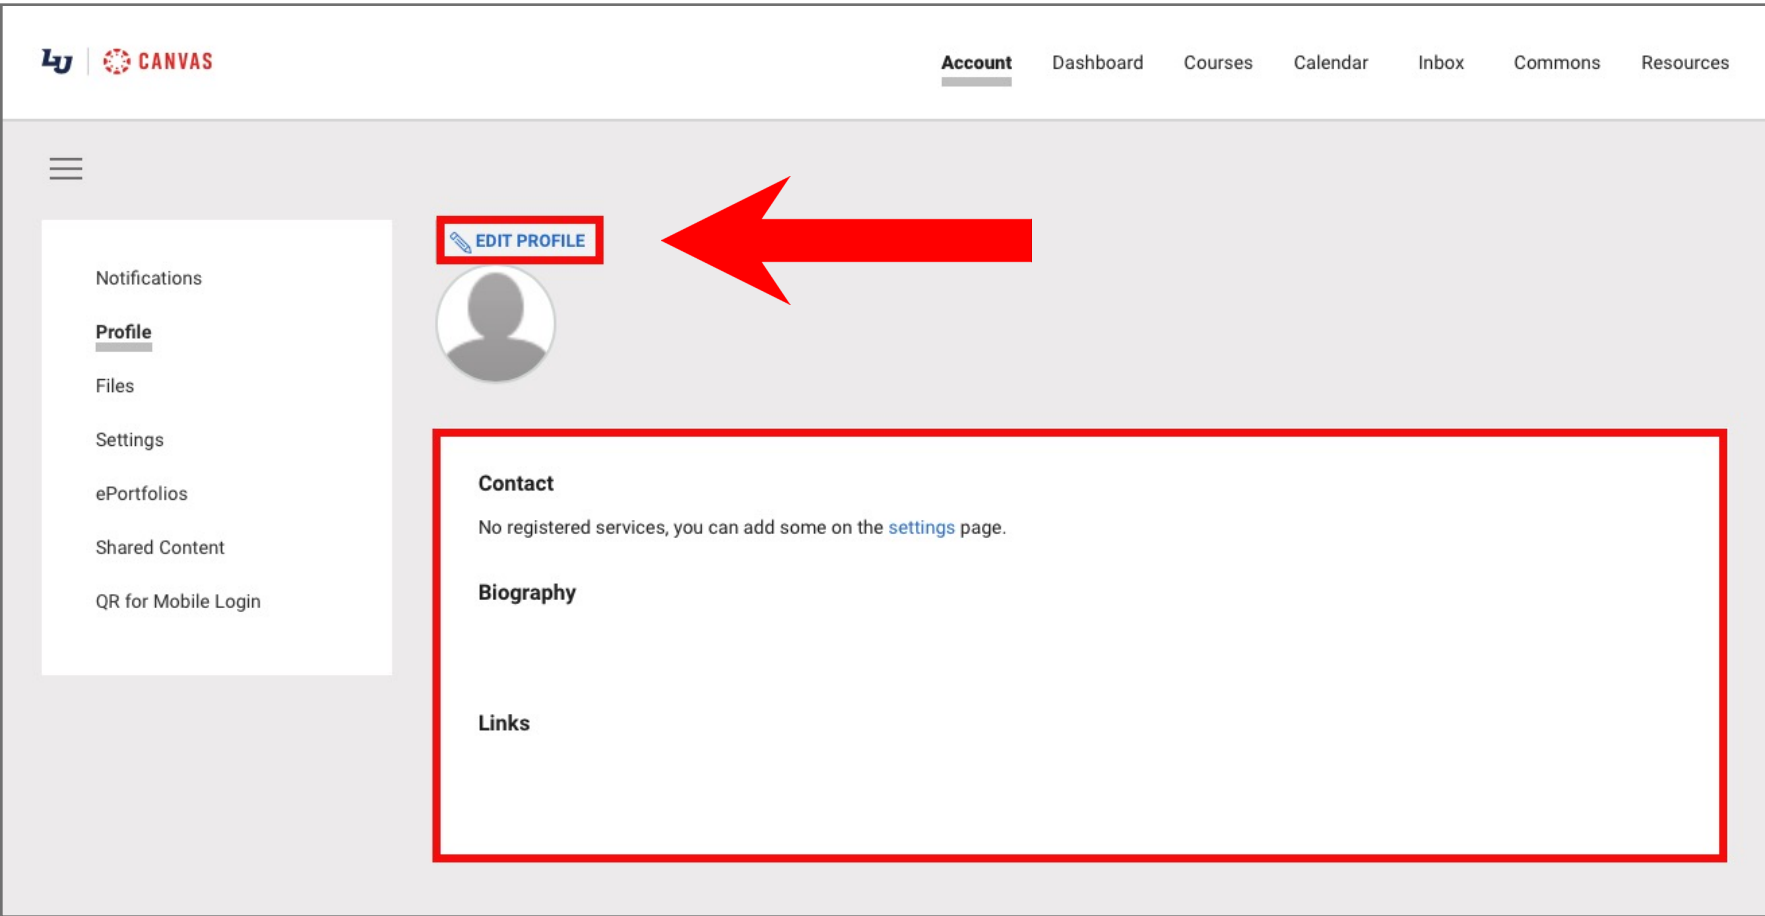 LU CANVAS Account Dashboard Courses Calendar Inbox Commons Resources
EDIT PROFILE
Notifications
Profile
Files
Settings
ePortfolios
Shared Content
QR for Mobile Login
Contact
No registered services, you can add some on the settings page.
Biography
Links